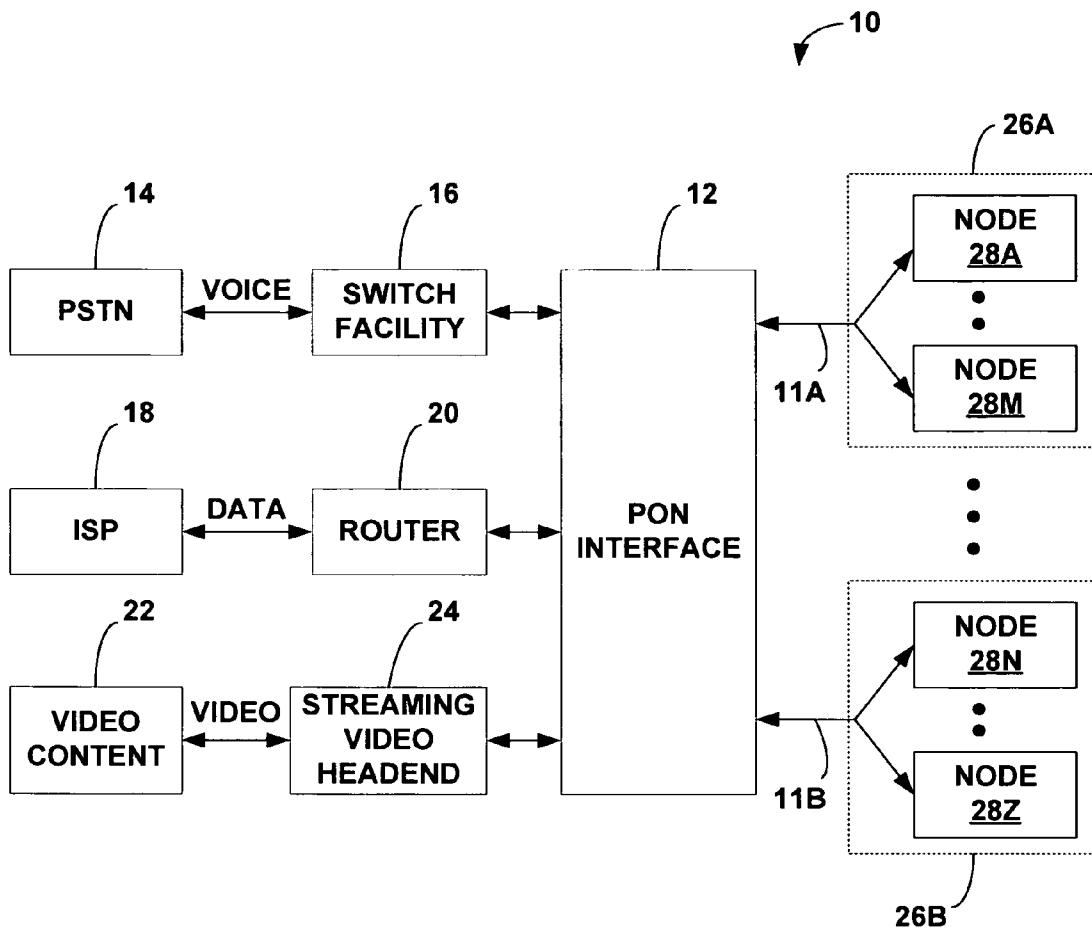 10
26A
14
16
12
NODE
28A
PSTN
VOICE
SWITCH
FACILITY
11A
NODE
28M
18
20
ISP
DATA
ROUTER
PON
INTERFACE
22
24
VIDEO
CONTENT
VIDEO
STREAMING
VIDEO
HEADEND
NODE
28N
11B
NODE
28Z
26B